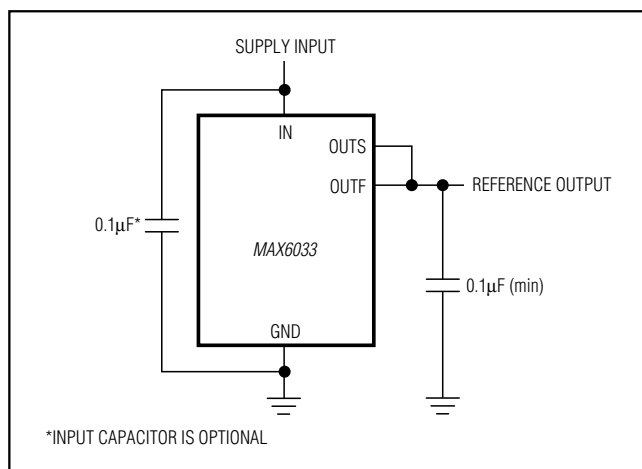 SUPPLY INPUT
IN
OUTS
OUTF
REFERENCE OUTPUT
0.1µF*
MAX6033
0.1µF (min)
GND
*INPUT CAPACITOR IS OPTIONAL